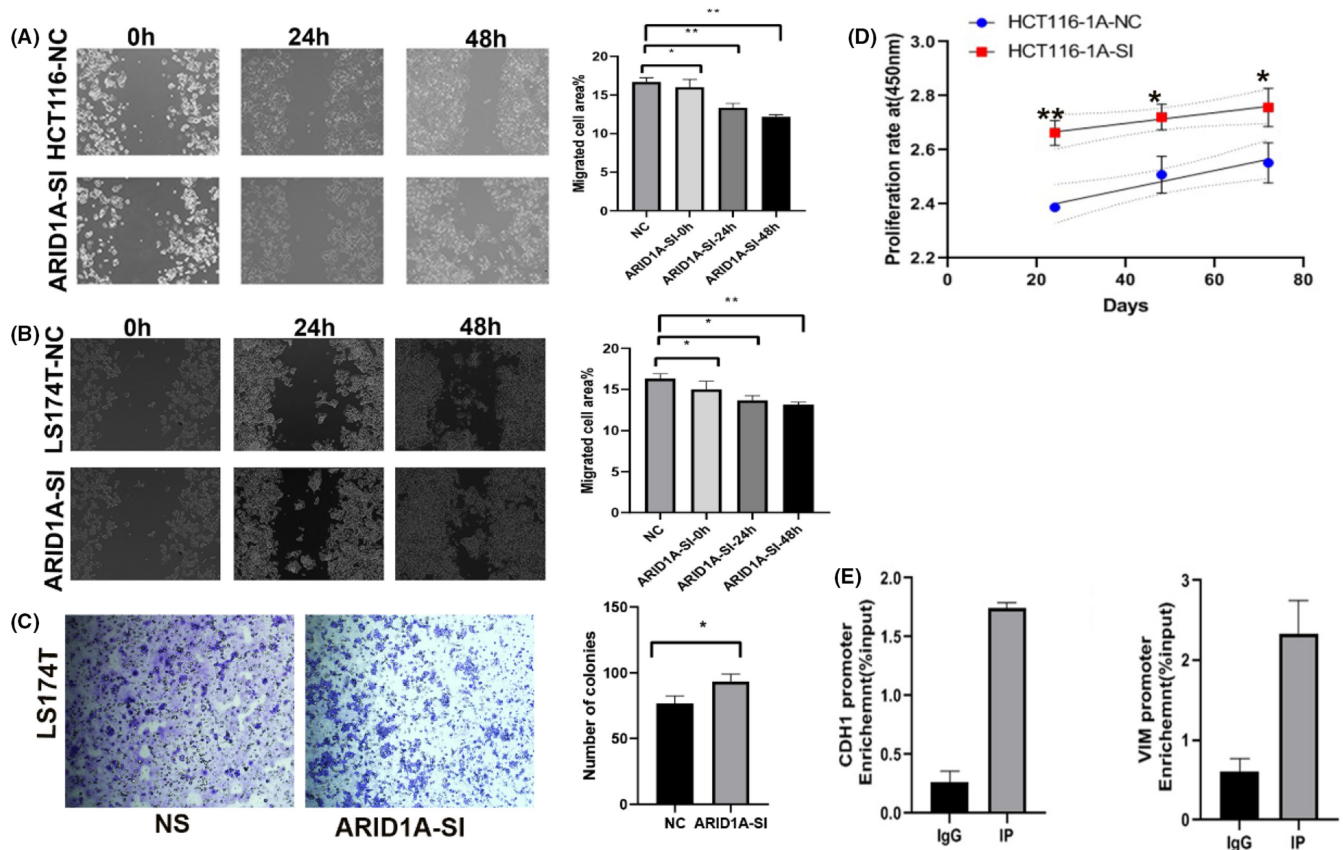 (A)
0h
24h
48h
HCT116-NC
ARID1A-SI
**
**
*
Migrated cell area%
20
15
10
5
0
NC
ARID1A-SI-0h
ARID1A-SI-24h
ARID1A-SI-48h
(D)
HCT116-1A-NC
HCT116-1A-SI
Proliferation rate at(450nm)
3.0
2.8
2.6
2.4
2.2
**
*
*
0
20
40
60
80
Days
(B)
0h
24h
48h
LS174T-NC
ARID1A-SI
**
*
*
Migrated cell area%
20
15
10
5
0
NC
ARID1A-SI-0h
ARID1A-SI-24h
ARID1A-SI-48h
(C)
LS174T
NS
ARID1A-SI
*
Number of colonies
150
100
50
0
NC
ARID1A-SI
(E)
CDH1 promoter
Enrichemnt(%input)
2.0
1.5
1.0
0.5
0.0
IgG
IP
VIM promoter
Enrichemnt(%input)
3
2
1
0
IgG
IP